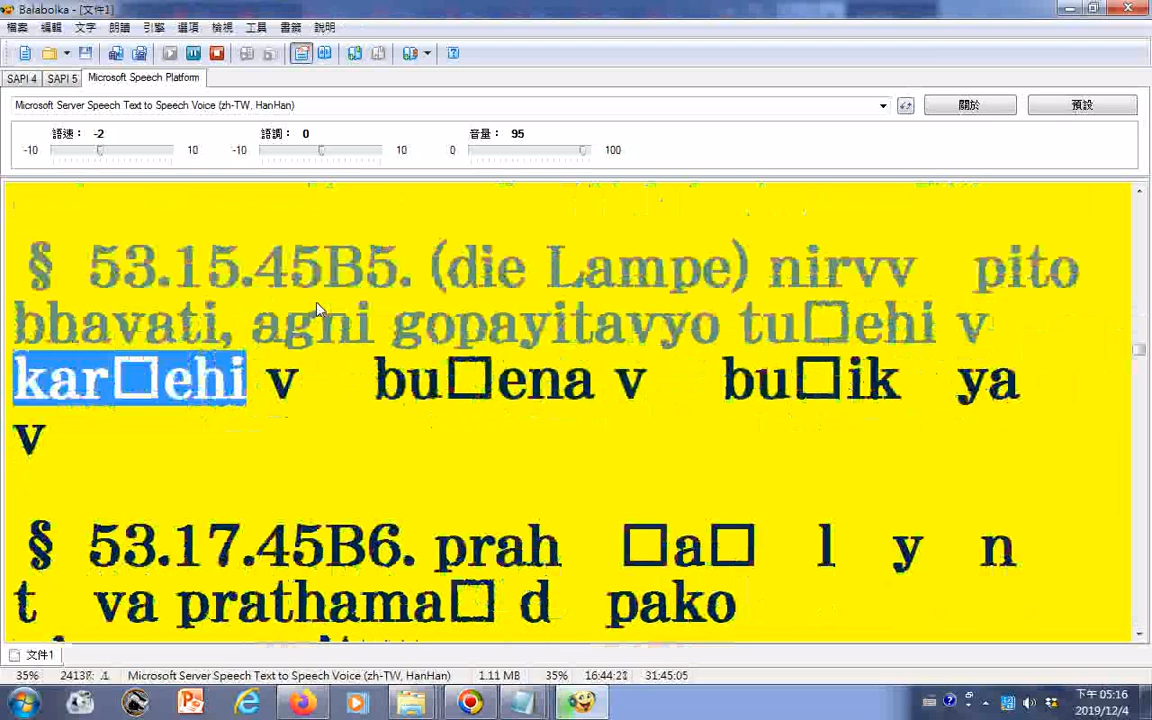 Balabolka - [文件1]
檔案 編輯 文字 朗讀 引擎 選項 檢視 工具 書籤 說明
SAPI 4 SAPI 5 Microsoft Speech Platform
Microsoft Server Speech Text to Speech Voice (zh-TW, HanHan) 關於 預設
語速： -2 語調： 0 音量： 95
-10 10 -10 10 0 100
§ 53.15.45B5. (die Lampe) nirvv pito
bhavati, agni gopayitavyo tu□ehi v
kar□ehi v bu□ena v bu□ik ya
v
§ 53.17.45B6. prah □a□ l y n
t va prathama□ d pako
文件1
35% Microsoft Server Speech Text to Speech Voice (zh-TW, HanHan) 1.11 MB 35% 16:44:28 31:45:05
下午 05:16
2019/12/4